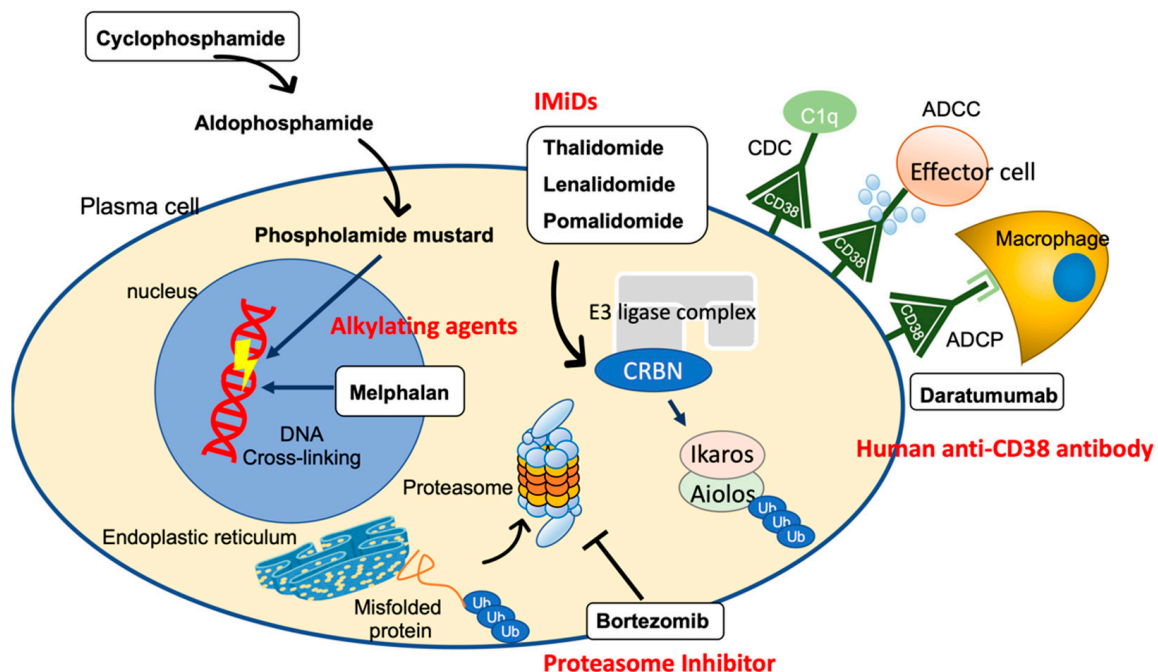 Cyclophosphamide
Aldophosphamide
Phospholamide mustard
Plasma cell
nucleus
Alkylating agents
Melphalan
DNA
Cross-linking
IMiDs
Thalidomide
Lenalidomide
Pomalidomide
E3 ligase complex
CRBN
Ikaros
Aiolos
Ub
Ub
Ub
Proteasome
Endoplastic reticulum
Misfolded
protein
Ub
Ub
Ub
Bortezomib
Proteasome Inhibitor
C1q
CDC
CD38
ADCC
Effector cell
CD38
Macrophage
CD38
ADCP
Daratumumab
Human anti-CD38 antibody